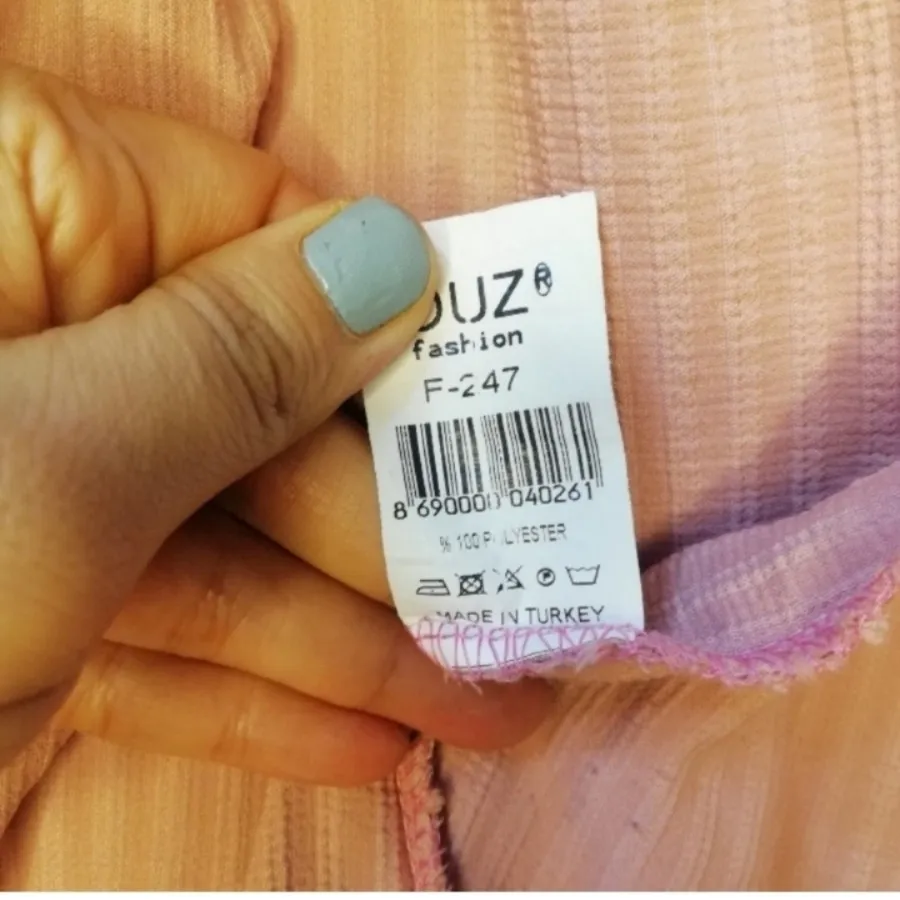 UZ®
fashion
F-247
8 690000 040261
% 100 POLYESTER
MADE IN TURKEY